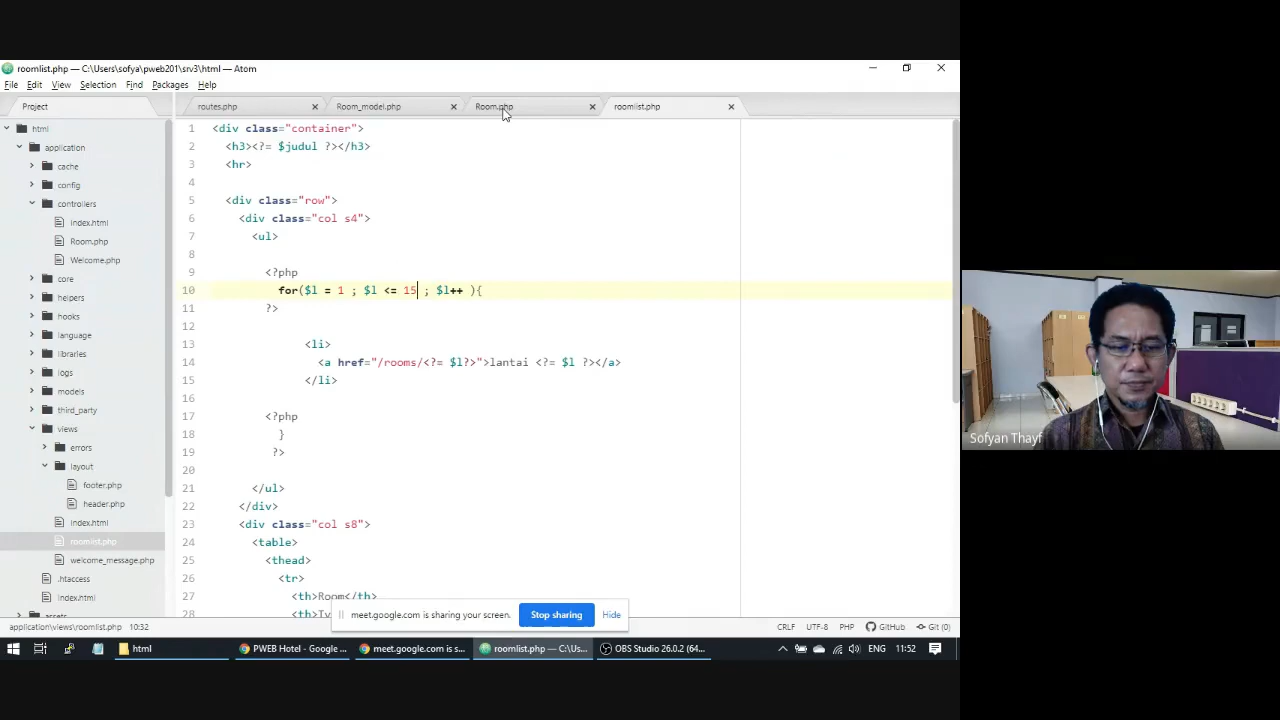 roomlist.php — C:\Users\sofya\pweb201\srv3\html — Atom
File Edit View Selection Find Packages Help
Project
routes.php
Room_model.php
Room.php
roomlist.php
html
application
cache
config
controllers
index.html
Room.php
Welcome.php
core
helpers
hooks
language
libraries
logs
models
third_party
views
errors
layout
footer.php
header.php
index.html
roomlist.php
welcome_message.php
.htaccess
index.html
assets
1 <div class="container">
2 <h3><?= $judul ?></h3>
3 <hr>
4
5 <div class="row">
6 <div class="col s4">
7 <ul>
8
9 <?php
10 for($l = 1 ; $l <= 15 ; $l++ ){
11 ?>
12
13 <li>
14 <a href="/rooms/<?= $l?>">lantai <?= $l ?></a>
15 </li>
16
17 <?php
18 }
19 ?>
20
21 </ul>
22 </div>
23 <div class="col s8">
24 <table>
25 <thead>
26 <tr>
27 <th>Room</th>
28 <th>
meet.google.com is sharing your screen. Stop sharing Hide
application\views\roomlist.php 10:32 CRLF UTF-8 PHP GitHub Git (0)
html PWEB Hotel - Google ... meet.google.com is s... roomlist.php — C:\Us... OBS Studio 26.0.2 (64... ENG 11:52
Sofyan Thayf